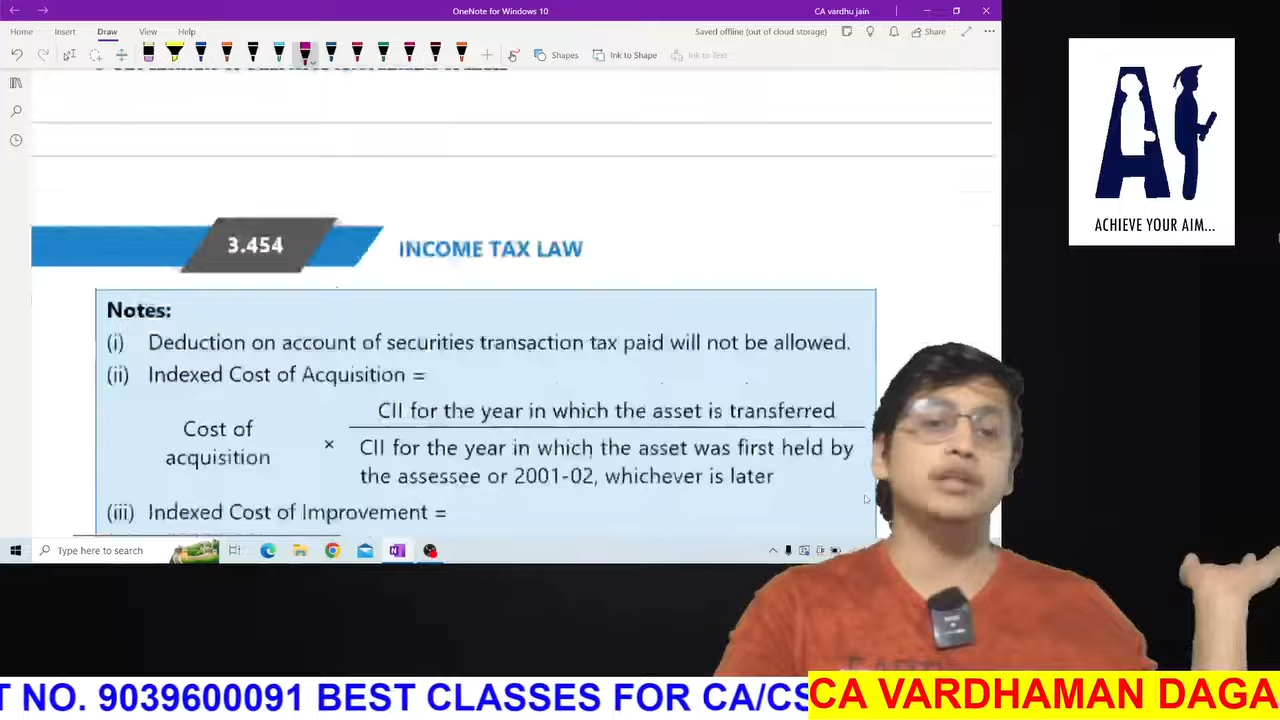 OneNote for Windows 10
CA vardhu jain
Home Insert Draw View Help
Saved offline (out of cloud storage)
Share
Shapes
Ink to Shape
Ink to Text
3.454
INCOME TAX LAW
Notes:
(i) Deduction on account of securities transaction tax paid will not be allowed.
(ii) Indexed Cost of Acquisition =
Cost of acquisition × CII for the year in which the asset is transferred
CII for the year in which the asset was first held by
the assessee or 2001-02, whichever is later
(iii) Indexed Cost of Improvement =
Type here to search
ACHIEVE YOUR AIM...
T NO. 9039600091 BEST CLASSES FOR CA/CS
CA VARDHAMAN DAGA